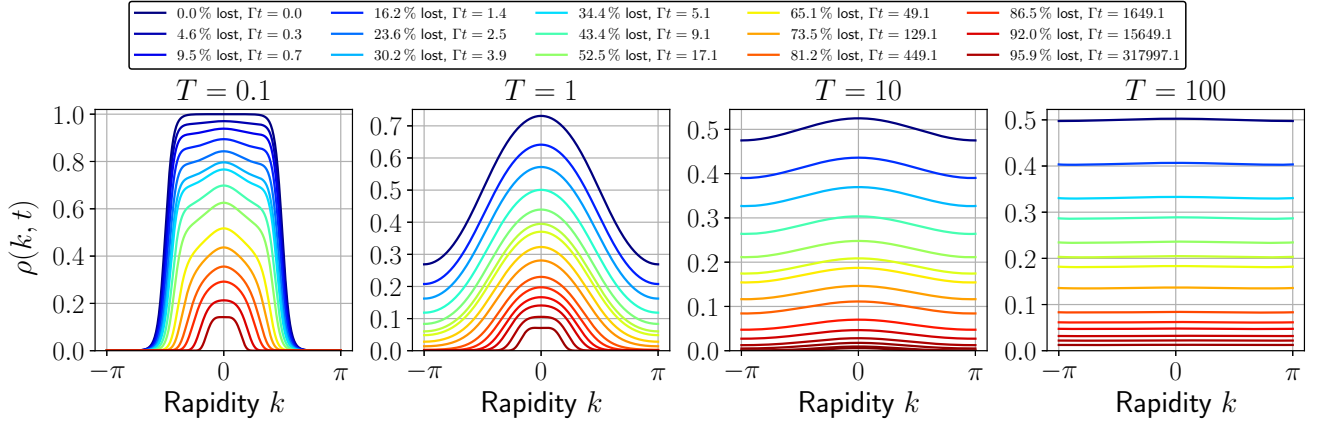 0.0 % lost, Γt = 0.0 16.2 % lost, Γt = 1.4 34.4 % lost, Γt = 5.1 65.1 % lost, Γt = 49.1 86.5 % lost, Γt = 1649.1
4.6 % lost, Γt = 0.3 23.6 % lost, Γt = 2.5 43.4 % lost, Γt = 9.1 73.5 % lost, Γt = 129.1 92.0 % lost, Γt = 15649.1
9.5 % lost, Γt = 0.7 30.2 % lost, Γt = 3.9 52.5 % lost, Γt = 17.1 81.2 % lost, Γt = 449.1 95.9 % lost, Γt = 317997.1
T = 0.1
ρ(k, t)
1.0
0.8
0.6
0.4
0.2
0.0
−π 0 π
Rapidity k
T = 1
0.7
0.6
0.5
0.4
0.3
0.2
0.1
0.0
−π 0 π
Rapidity k
T = 10
0.5
0.4
0.3
0.2
0.1
0.0
−π 0 π
Rapidity k
T = 100
0.5
0.4
0.3
0.2
0.1
0.0
−π 0 π
Rapidity k